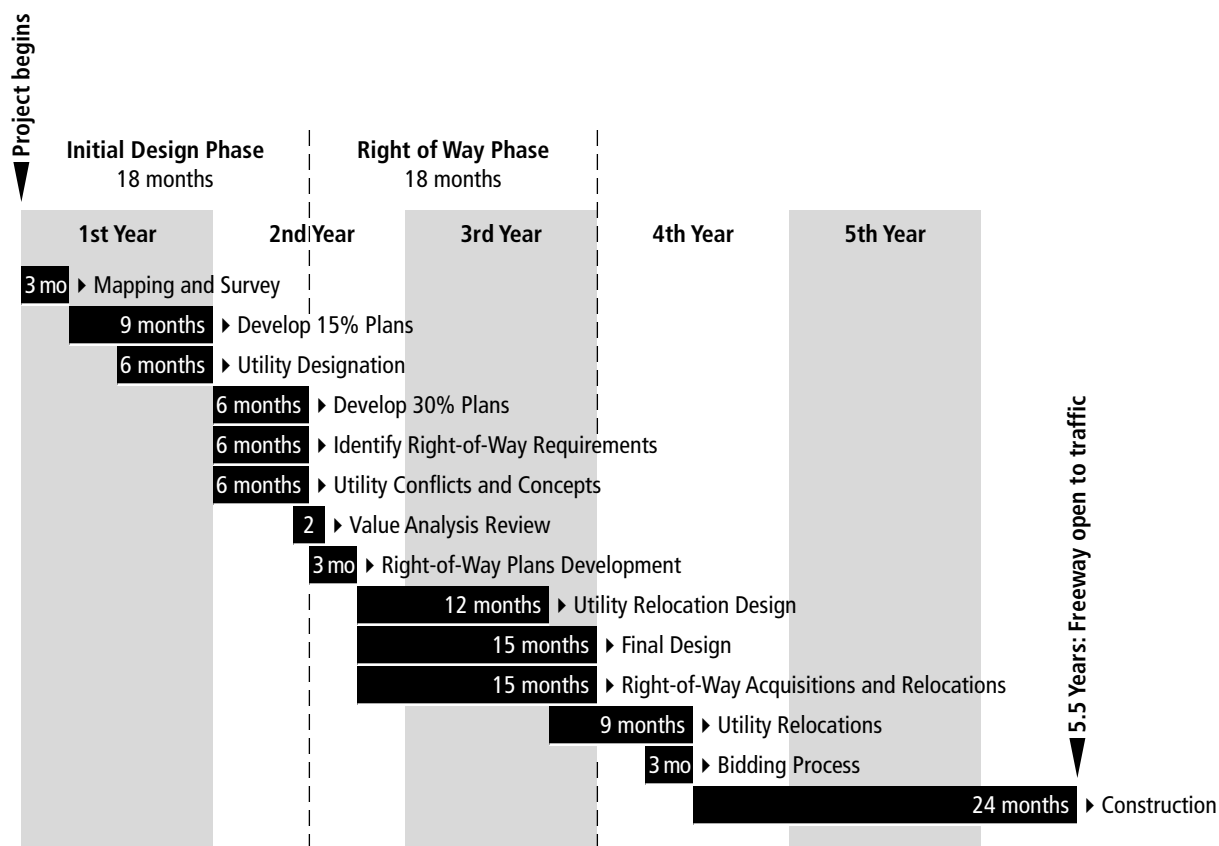 Project begins
Initial Design Phase
18 months
Right of Way Phase
18 months
1st Year
2nd Year
3rd Year
4th Year
5th Year
3 mo Mapping and Survey
9 months Develop 15% Plans
6 months Utility Designation
6 months Develop 30% Plans
6 months Identify Right-of-Way Requirements
6 months Utility Conflicts and Concepts
2 Value Analysis Review
3 mo Right-of-Way Plans Development
12 months Utility Relocation Design
15 months Final Design
15 months Right-of-Way Acquisitions and Relocations
9 months Utility Relocations
3 mo Bidding Process
24 months Construction
5.5 Years: Freeway open to traffic